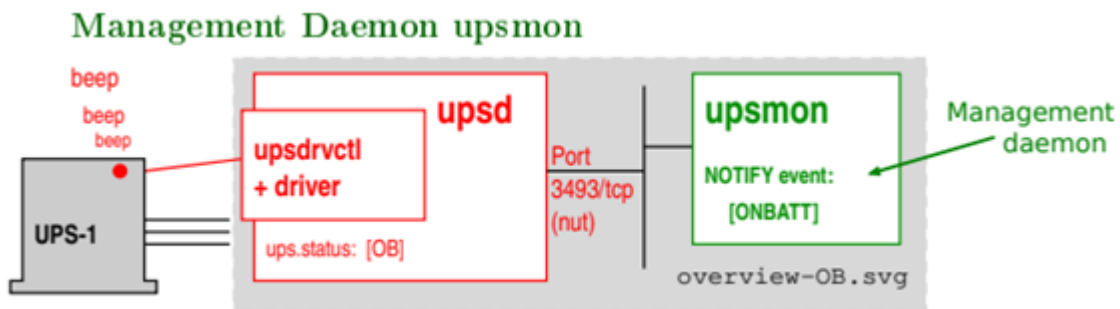 Management Daemon upsmon
beep
beep
beep
UPS-1
upsd
upsdrvctl
+ driver
ups.status: [OB]
Port
3493/tcp
(nut)
upsmon
NOTIFY event:
[ONBATT]
Management
daemon
overview-OB.svg